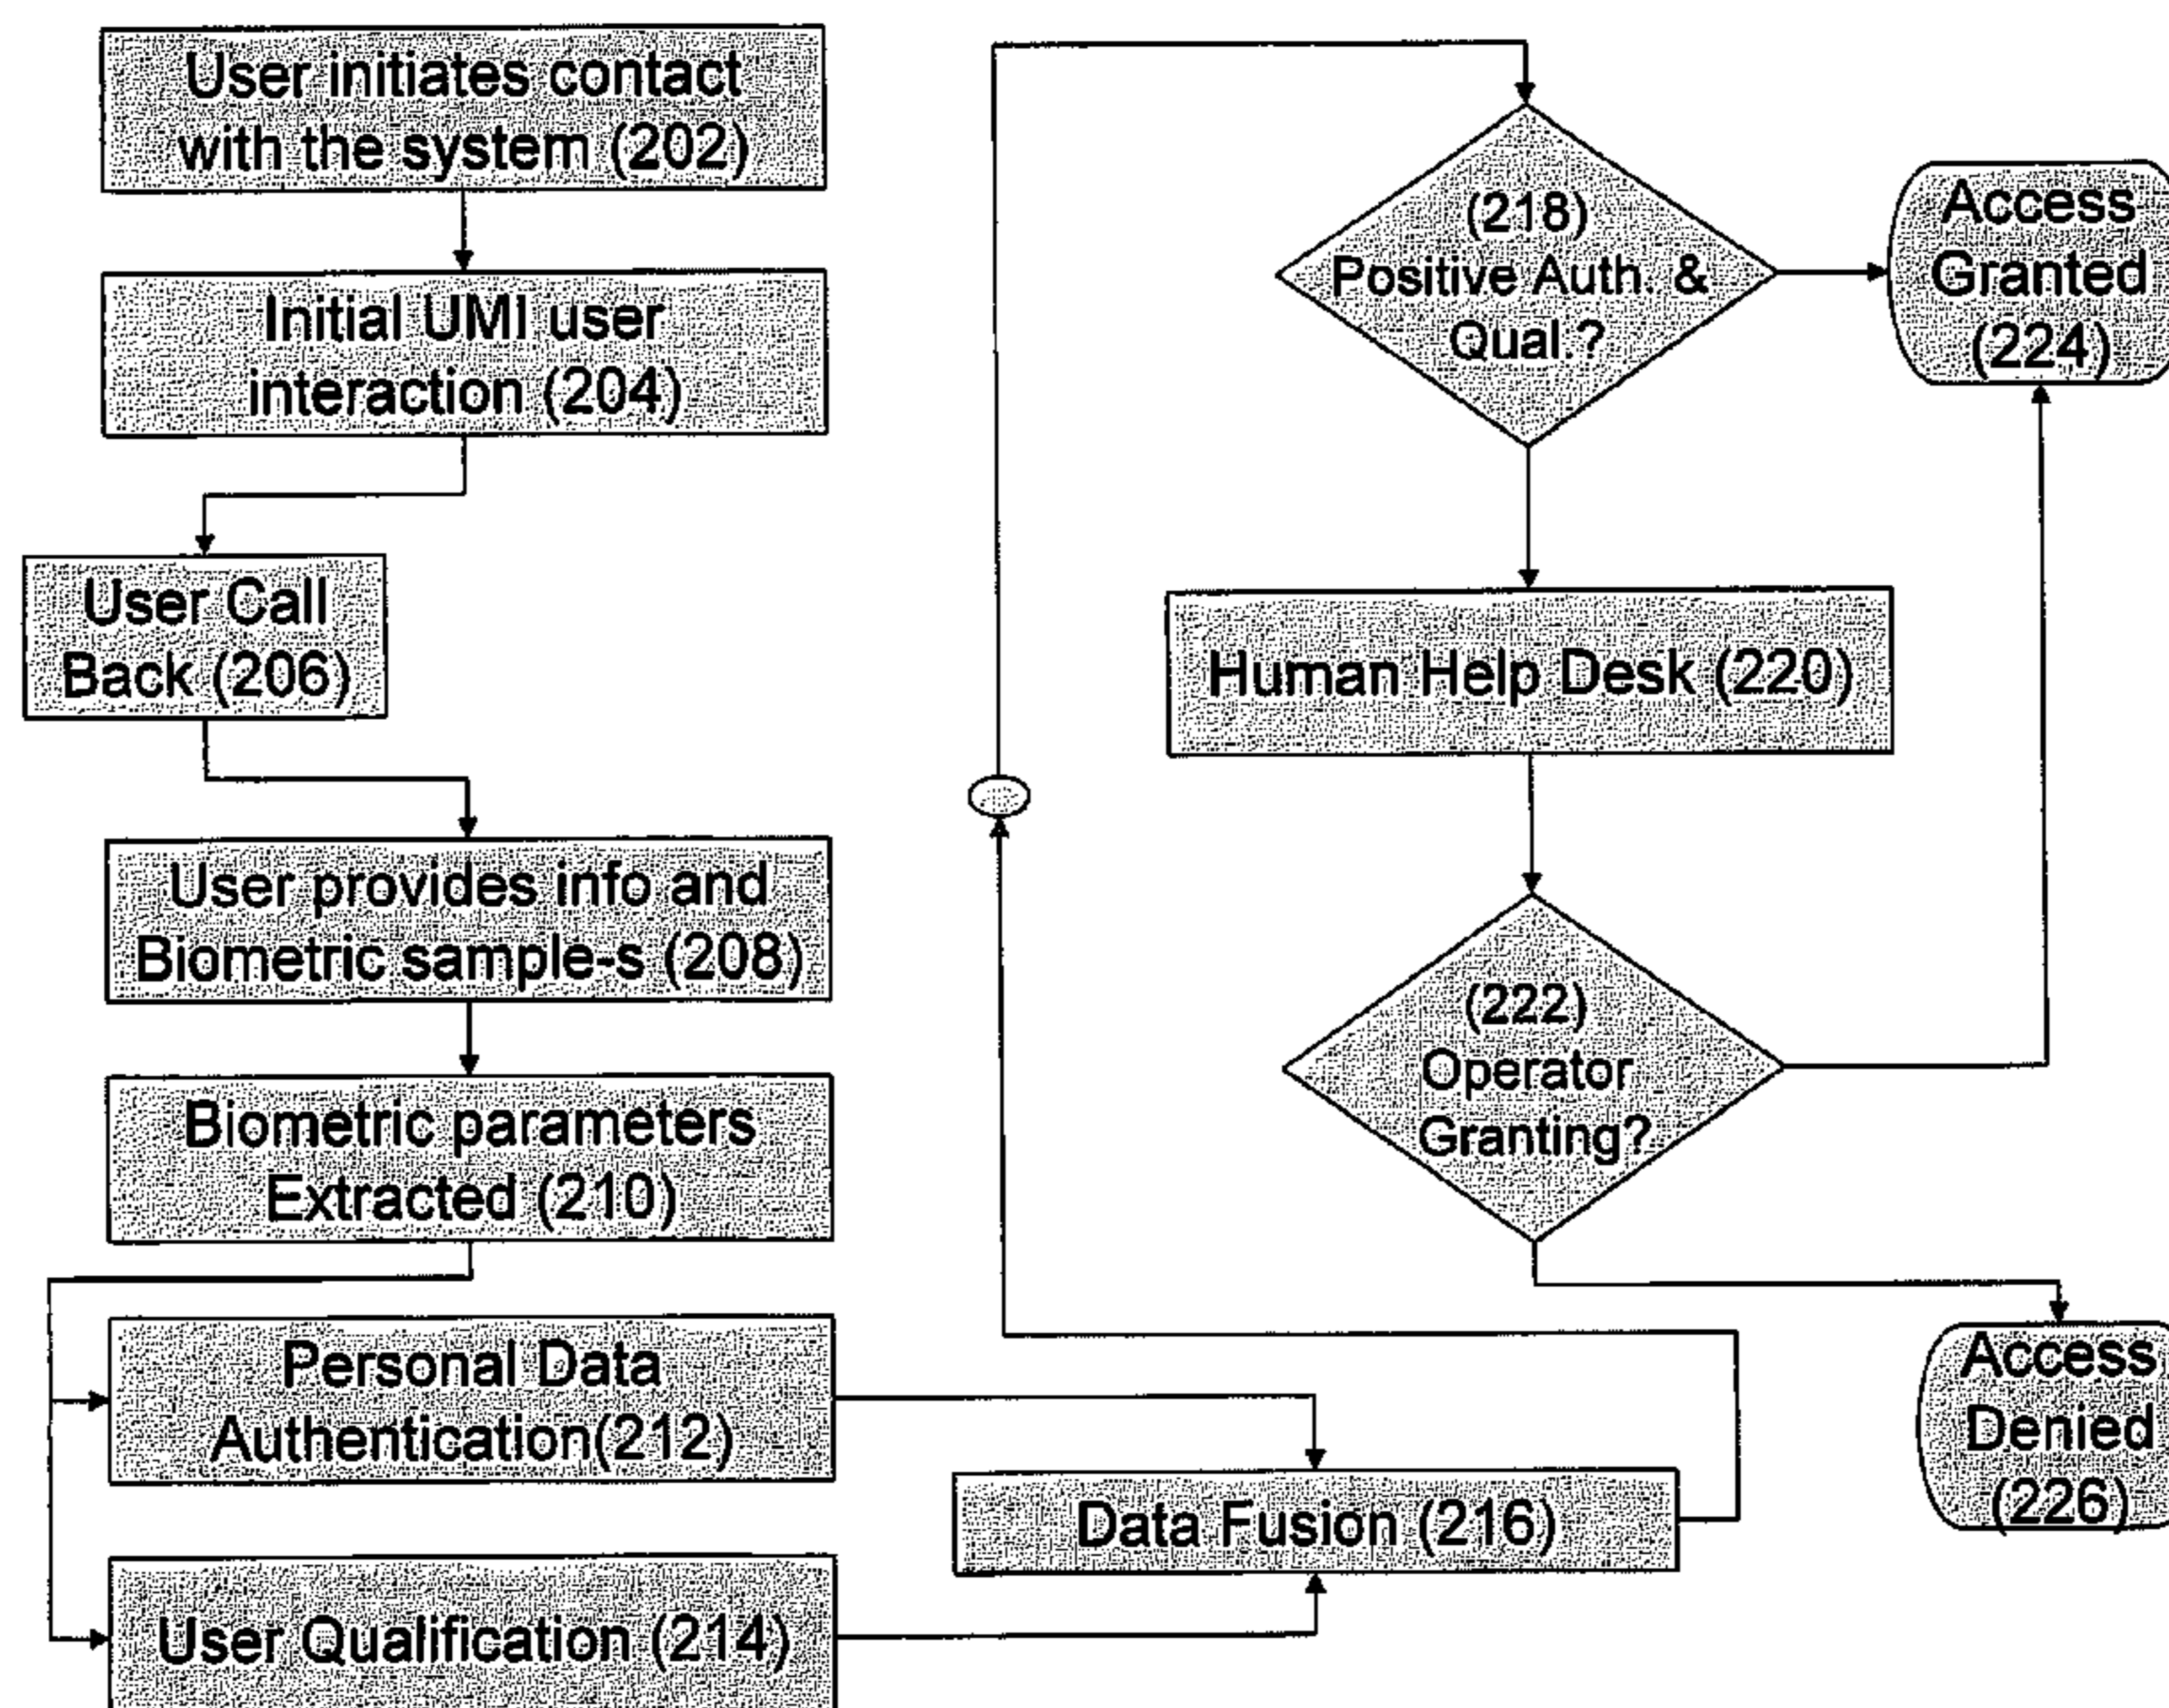 User initiates contact
with the system (202)
Initial UMI user
interaction (204)
User Call
Back (206)
User provides info and
Biometric sample-s (208)
Biometric parameters
Extracted (210)
Personal Data
Authentication(212)
User Qualification (214)
Data Fusion (216)
(218)
Positive Auth. &
Qual.?
Access
Granted
(224)
Human Help Desk (220)
(222)
Operator
Granting?
Access
Denied
(226)